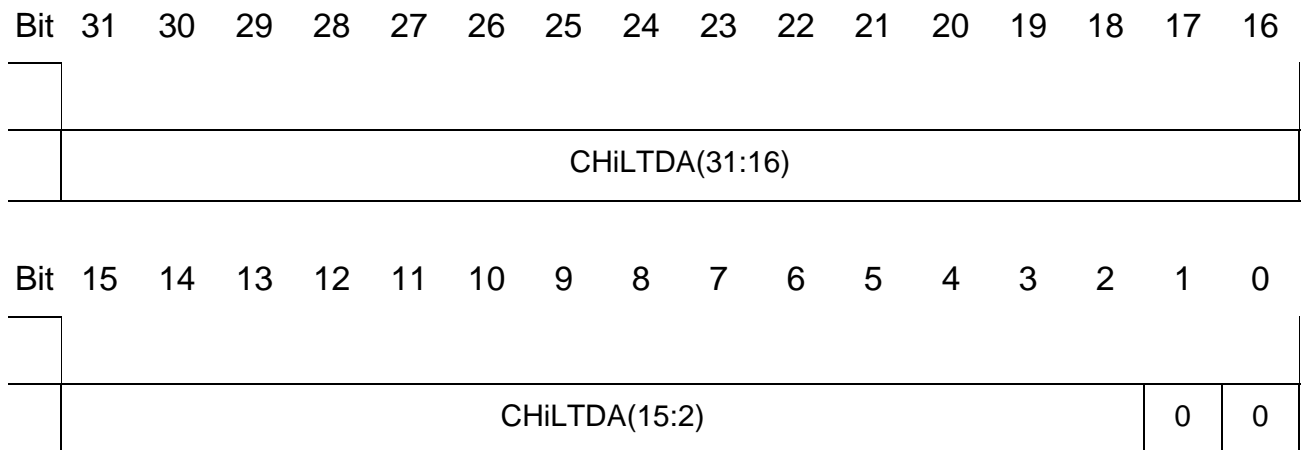 Bit 31 30 29 28 27 26 25 24 23 22 21 20 19 18 17 16
CHiLTDA(31:16)
Bit 15 14 13 12 11 10 9 8 7 6 5 4 3 2 1 0
CHiLTDA(15:2) 0 0